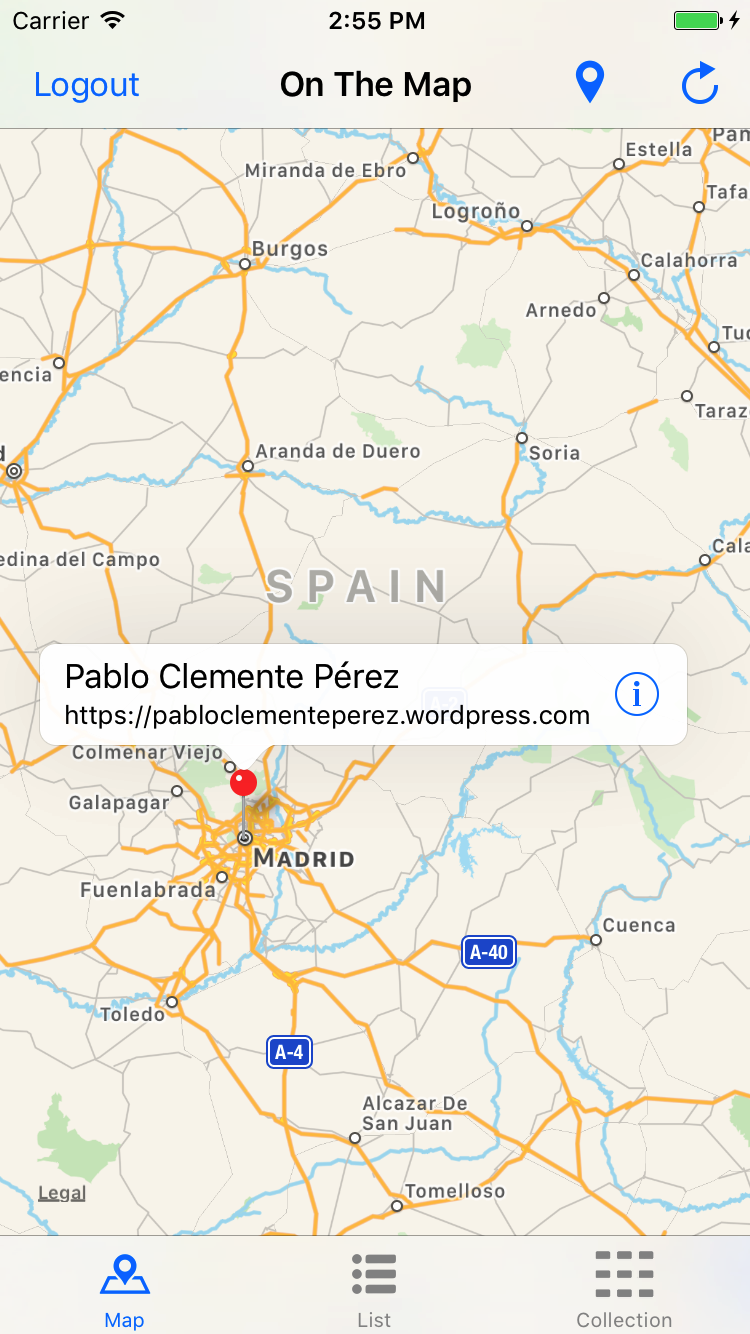 Carrier 2:55 PM
Logout On The Map
Pam
Estella
Miranda de Ebro
Tafa
Logroño
Burgos
Calahorra
Arnedo
Tud
encia
Taraz
Aranda de Duero
d
Soria
Cala
edina del Campo
SPAIN
Pablo Clemente Pérez
https://pabloclementeperez.wordpress.com
i
Colmenar Viejo
Galapagar
MADRID
Fuenlabrada
Cuenca
A-40
Toledo
A-4
Alcazar De
San Juan
Legal
Tomelloso
Map List Collection